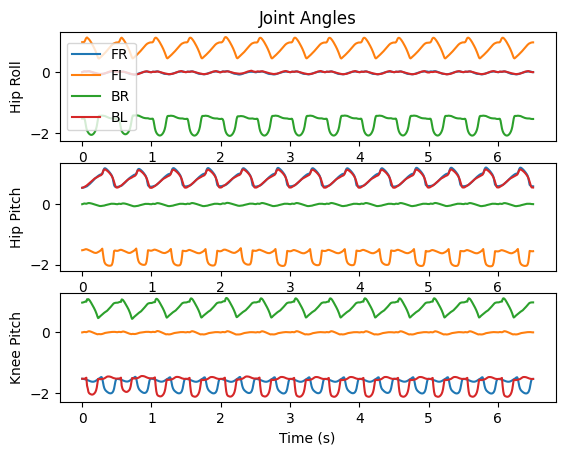 Joint Angles
Hip Roll
FR
FL
BR
BL
0
−2
0 1 2 3 4 5 6
Hip Pitch
0
−2
0 1 2 3 4 5 6
Knee Pitch
0
−2
0 1 2 3 4 5 6
Time (s)